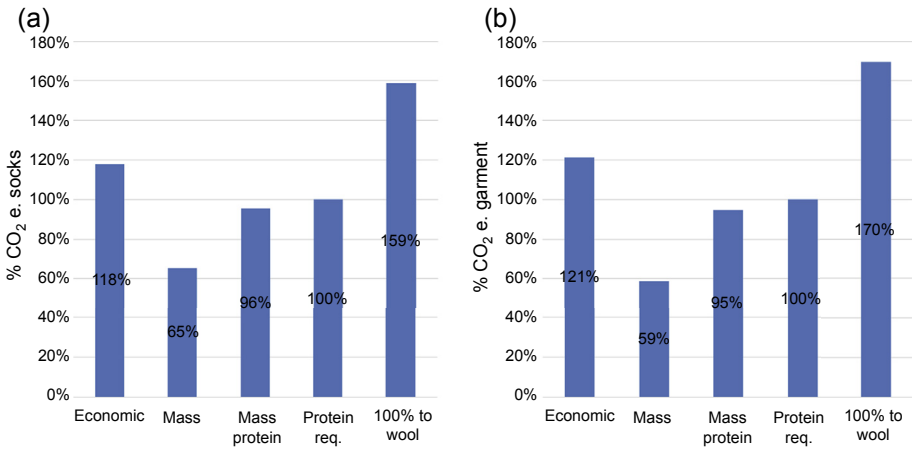 (a)
% CO₂ e. socks
180%
160%
140%
120%
100%
80%
60%
40%
20%
0%
118%
65%
96%
100%
159%
Economic
Mass
Mass
protein
Protein
req.
100% to
wool
(b)
% CO₂ e. garment
180%
160%
140%
120%
100%
80%
60%
40%
20%
0%
121%
59%
95%
100%
170%
Economic
Mass
Mass
protein
Protein
req.
100% to
wool